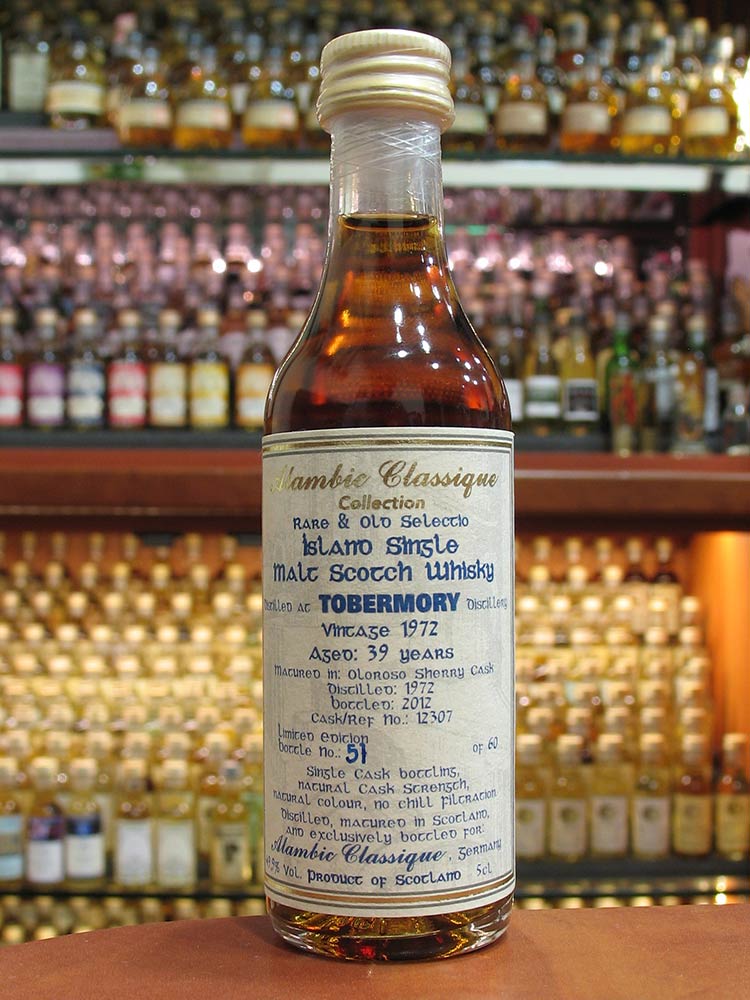 Alambic Classique
Collection
Rare & Old Selectio
Island Single
Malt Scotch Whisky
Distilled at TOBERMORY Distillery
Vintage 1972
Aged: 39 years
Matured in: Oloroso Sherry Cask
Distilled: 1972
Bottled: 2012
Cask/Ref No.: 12307
Limited Edition
Bottle No.: 51 of 60
Single Cask bottling,
natural Cask Strength,
natural colour, no chill filtration
Distilled, matured in Scotland,
and exclusively bottled for:
Alambic Classique, Germany
% Vol. Product of Scotland 5cl